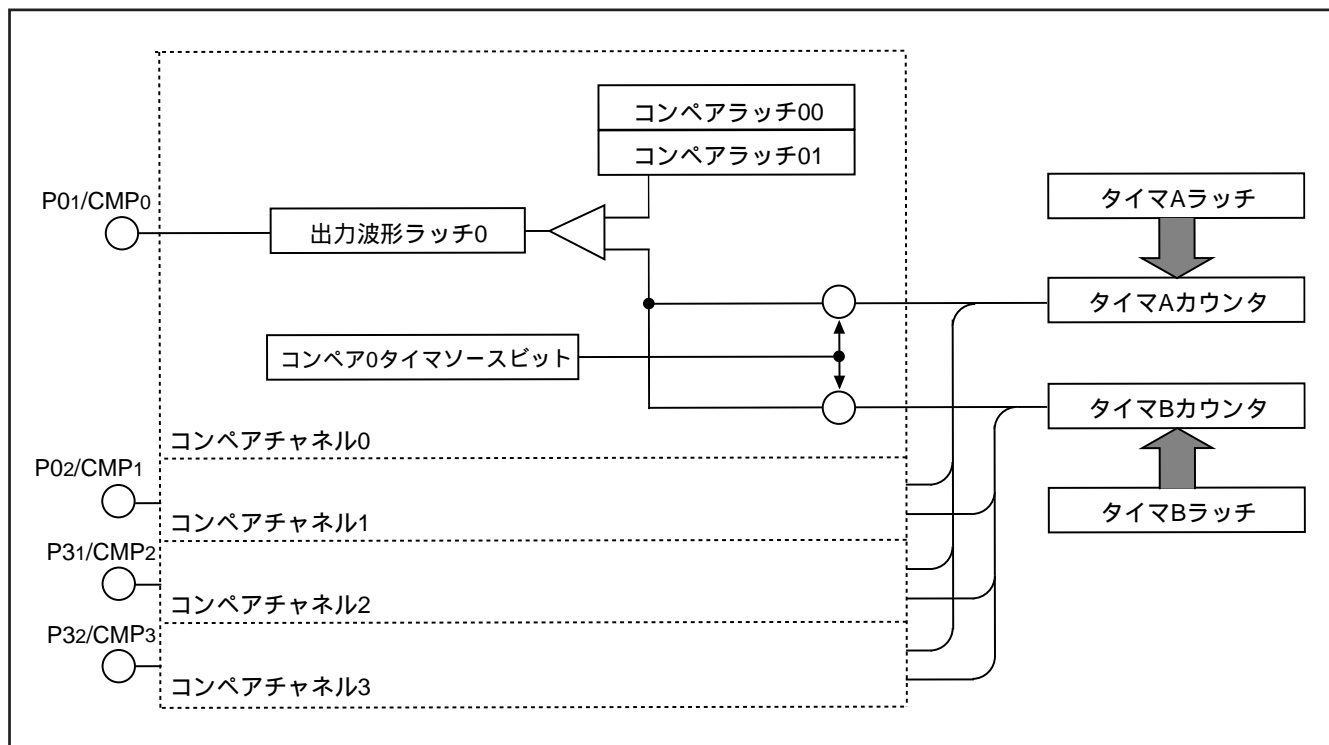 コンペアラッチ00
コンペアラッチ01
P01/CMP0
出力波形ラッチ0
タイマAラッチ
タイマAカウンタ
コンペア0タイマソースビット
タイマBカウンタ
コンペアチャネル0
P02/CMP1
タイマBラッチ
コンペアチャネル1
P31/CMP2
コンペアチャネル2
P32/CMP3
コンペアチャネル3